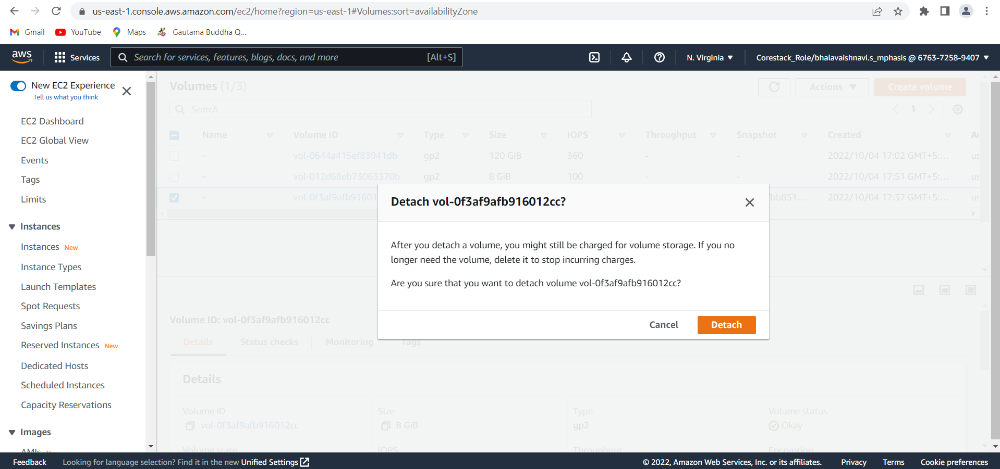 us-east-1.console.aws.amazon.com/ec2/home?region=us-east-1#Volumes:sort=availabilityZone
Gmail YouTube Maps Gautama Buddha Q...
aws Services Search for services, features, blogs, docs, and more [Alt+S] N. Virginia Corestack_Role/bhalavaishnavi.s_mphasis @ 6763-7258-9407
New EC2 Experience
Tell us what you think
EC2 Dashboard
EC2 Global View
Events
Tags
Limits
Instances
Instances New
Instance Types
Launch Templates
Spot Requests
Savings Plans
Reserved Instances New
Dedicated Hosts
Scheduled Instances
Capacity Reservations
Images
AMIs New
Volumes (1/3)
Actions
Create volume
Search
1
Name Volume ID Type Size IOPS Throughput Snapshot Created
– vol-0644a415ef83941db gp2 120 GiB 360 – – 2022/10/04 17:02 GMT+5:...
– vol-012d68eb73063370b gp2 8 GiB 100 – – 2022/10/04 17:51 GMT+5:...
– vol-0f3af9afb91601 bb851... 2022/10/04 17:37 GMT+5:...
Detach vol-0f3af9afb916012cc?
After you detach a volume, you might still be charged for volume storage. If you no
longer need the volume, delete it to stop incurring charges.
Are you sure that you want to detach volume vol-0f3af9afb916012cc?
Cancel Detach
Volume ID: vol-0f3af9afb916012cc
Details Status checks Monitoring Tags
Details
Volume ID Size Type Volume status
vol-0f3af9afb916012cc 8 GiB gp2 Okay
Volume state IOPS Throughput Encryption
Feedback Looking for language selection? Find it in the new Unified Settings © 2022, Amazon Web Services, Inc. or its affiliates. Privacy Terms Cookie preferences